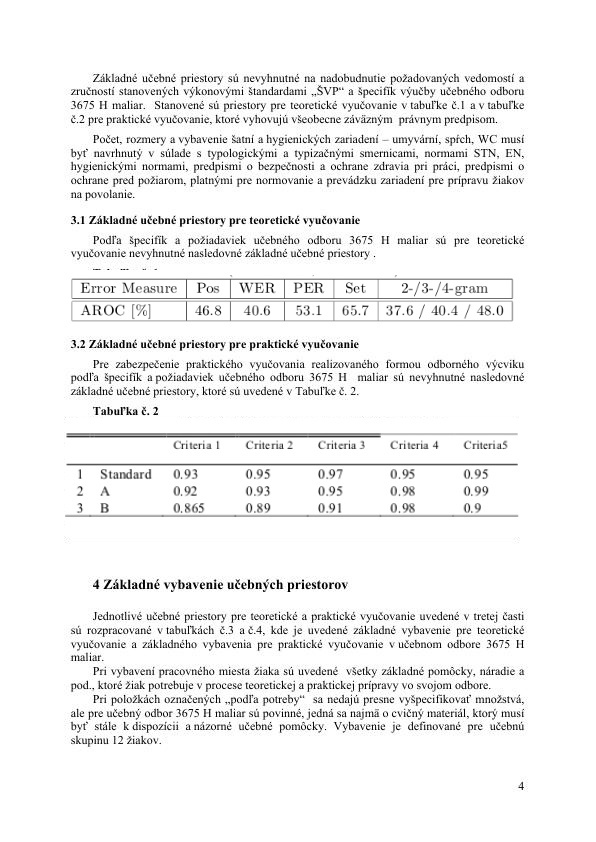 Základné učebné priestory sú nevyhnutné na nadobudnutie požadovaných vedomostí a
zručností stanovených výkonovými štandardami „ŠVP“ a špecifík výučby učebného odboru
3675 H maliar. Stanovené sú priestory pre teoretické vyučovanie v tabuľke č.1 a v tabuľke
č.2 pre praktické vyučovanie, ktoré vyhovujú všeobecne záväzným právnym predpisom.
Počet, rozmery a vybavenie šatní a hygienických zariadení – umyvární, spŕch, WC musí
byť navrhnutý v súlade s typologickými a typizačnými smernicami, normami STN, EN,
hygienickými normami, predpismi o bezpečnosti a ochrane zdravia pri práci, predpismi o
ochrane pred požiarom, platnými pre normovanie a prevádzku zariadení pre prípravu žiakov
na povolanie.
3.1 Základné učebné priestory pre teoretické vyučovanie
Podľa špecifík a požiadaviek učebného odboru 3675 H maliar sú pre teoretické
vyučovanie nevyhnutné nasledovné základné učebné priestory .
Error Measure Pos WER PER Set 2-/3-/4-gram
AROC [%] 46.8 40.6 53.1 65.7 37.6 / 40.4 / 48.0
3.2 Základné učebné priestory pre praktické vyučovanie
Pre zabezpečenie praktického vyučovania realizovaného formou odborného výcviku
podľa špecifík a požiadaviek učebného odboru 3675 H maliar sú nevyhnutné nasledovné
základné učebné priestory, ktoré sú uvedené v Tabuľke č. 2.
Tabuľka č. 2
Criteria 1 Criteria 2 Criteria 3 Criteria 4 Criteria5
1 Standard 0.93 0.95 0.97 0.95 0.95
2 A 0.92 0.93 0.95 0.98 0.99
3 B 0.865 0.89 0.91 0.98 0.9
4 Základné vybavenie učebných priestorov
Jednotlivé učebné priestory pre teoretické a praktické vyučovanie uvedené v tretej časti
sú rozpracované v tabuľkách č.3 a č.4, kde je uvedené základné vybavenie pre teoretické
vyučovanie a základného vybavenia pre praktické vyučovanie v učebnom odbore 3675 H
maliar.
Pri vybavení pracovného miesta žiaka sú uvedené všetky základné pomôcky, náradie a
pod., ktoré žiak potrebuje v procese teoretickej a praktickej prípravy vo svojom odbore.
Pri položkách označených „podľa potreby“ sa nedajú presne vyšpecifikovať množstvá,
ale pre učebný odbor 3675 H maliar sú povinné, jedná sa najmä o cvičný materiál, ktorý musí
byť stále k dispozícii a názorné učebné pomôcky. Vybavenie je definované pre učebnú
skupinu 12 žiakov.
4